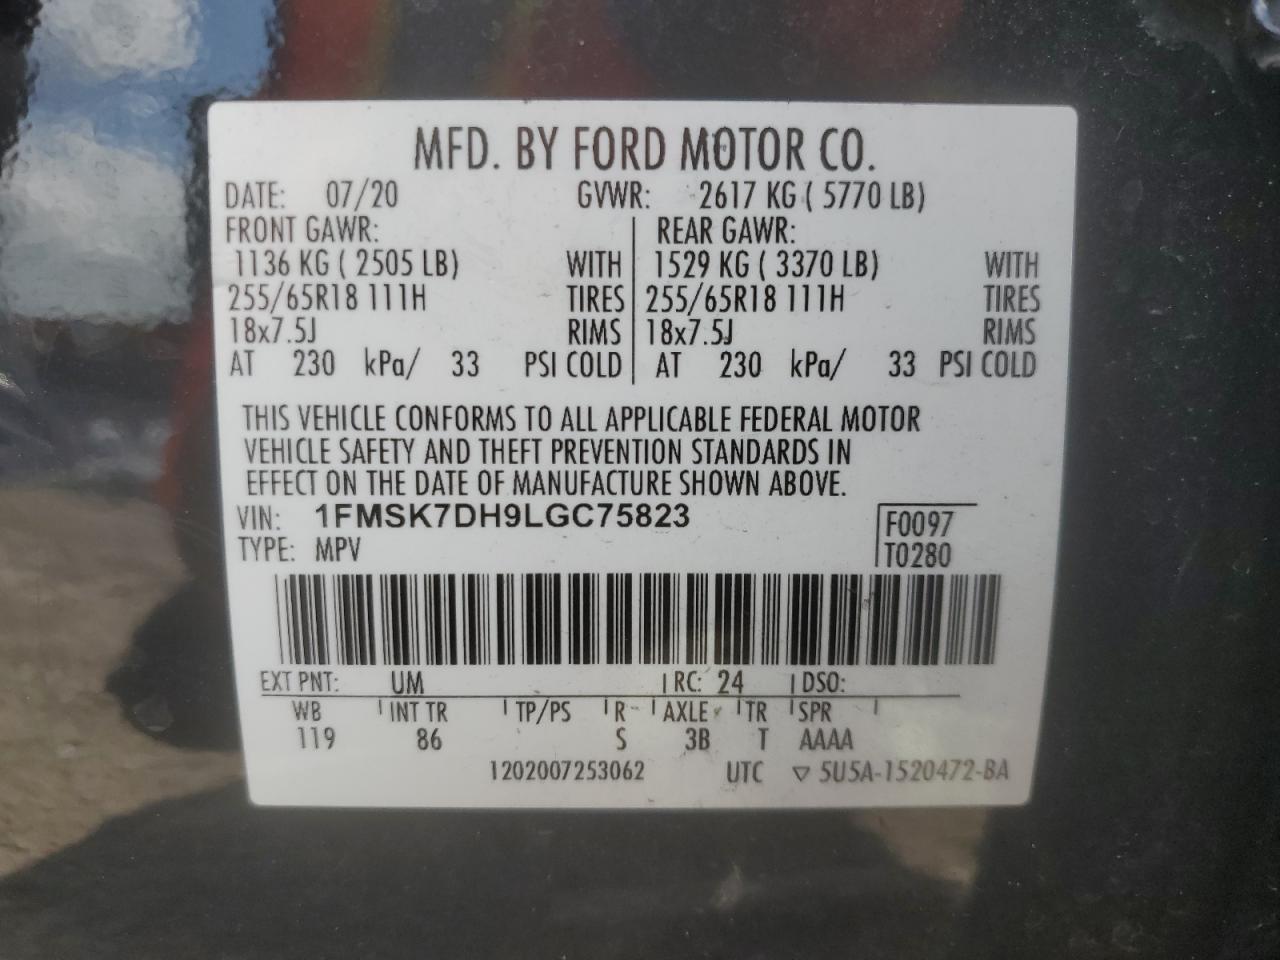 MFD. BY FORD MOTOR CO.
DATE: 07/20 GVWR: 2617 KG ( 5770 LB)
FRONT GAWR: REAR GAWR:
1136 KG ( 2505 LB) WITH 1529 KG ( 3370 LB) WITH
255/65R18 111H TIRES 255/65R18 111H TIRES
18x7.5J RIMS 18x7.5J RIMS
AT 230 kPa/ 33 PSI COLD AT 230 kPa/ 33 PSI COLD
THIS VEHICLE CONFORMS TO ALL APPLICABLE FEDERAL MOTOR
VEHICLE SAFETY AND THEFT PREVENTION STANDARDS IN
EFFECT ON THE DATE OF MANUFACTURE SHOWN ABOVE.
VIN: 1FMSK7DH9LGC75823 F0097
TYPE: MPV T0280
EXT PNT: UM RC: 24 DSO:
WB INT TR TP/PS R AXLE TR SPR
119 86 S 3B T AAAA
1202007253062 UTC ▽ 5U5A-1520472-BA